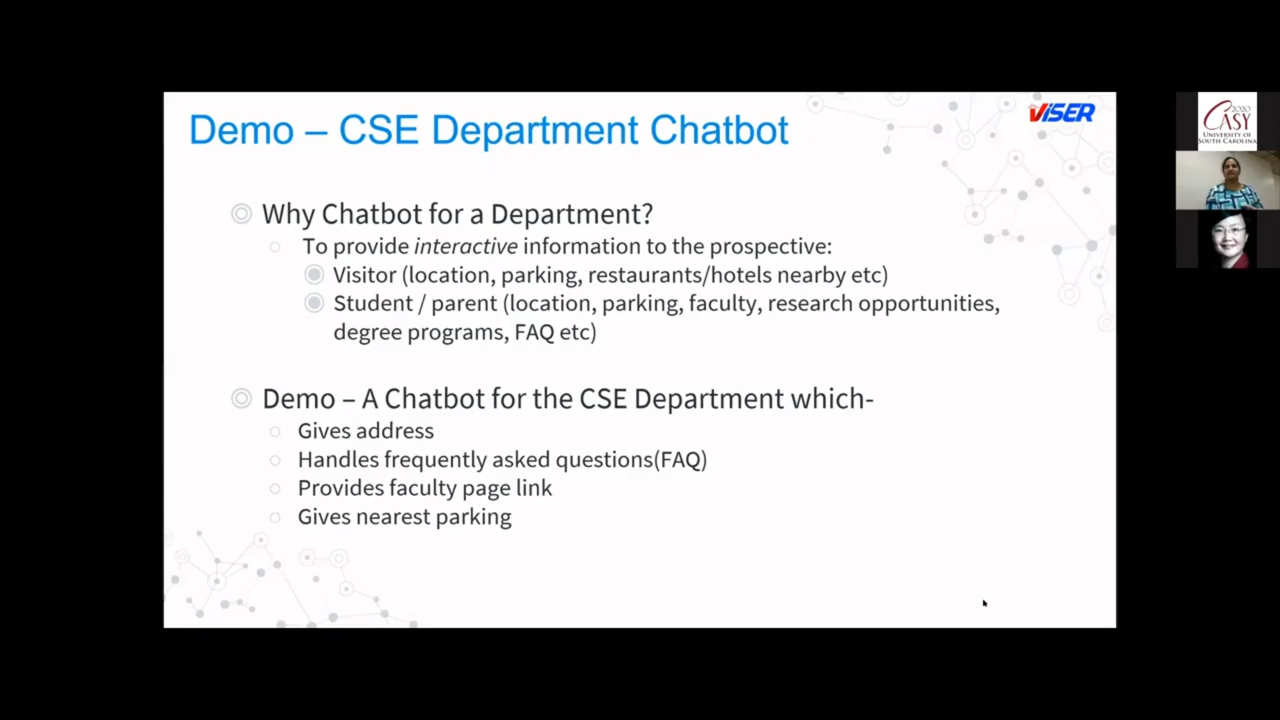 Demo – CSE Department Chatbot
ViSER
Why Chatbot for a Department?
To provide interactive information to the prospective:
Visitor (location, parking, restaurants/hotels nearby etc)
Student / parent (location, parking, faculty, research opportunities,
degree programs, FAQ etc)
Demo – A Chatbot for the CSE Department which-
Gives address
Handles frequently asked questions(FAQ)
Provides faculty page link
Gives nearest parking
2020
CASY
UNIVERSITY OF
SOUTH CAROLINA